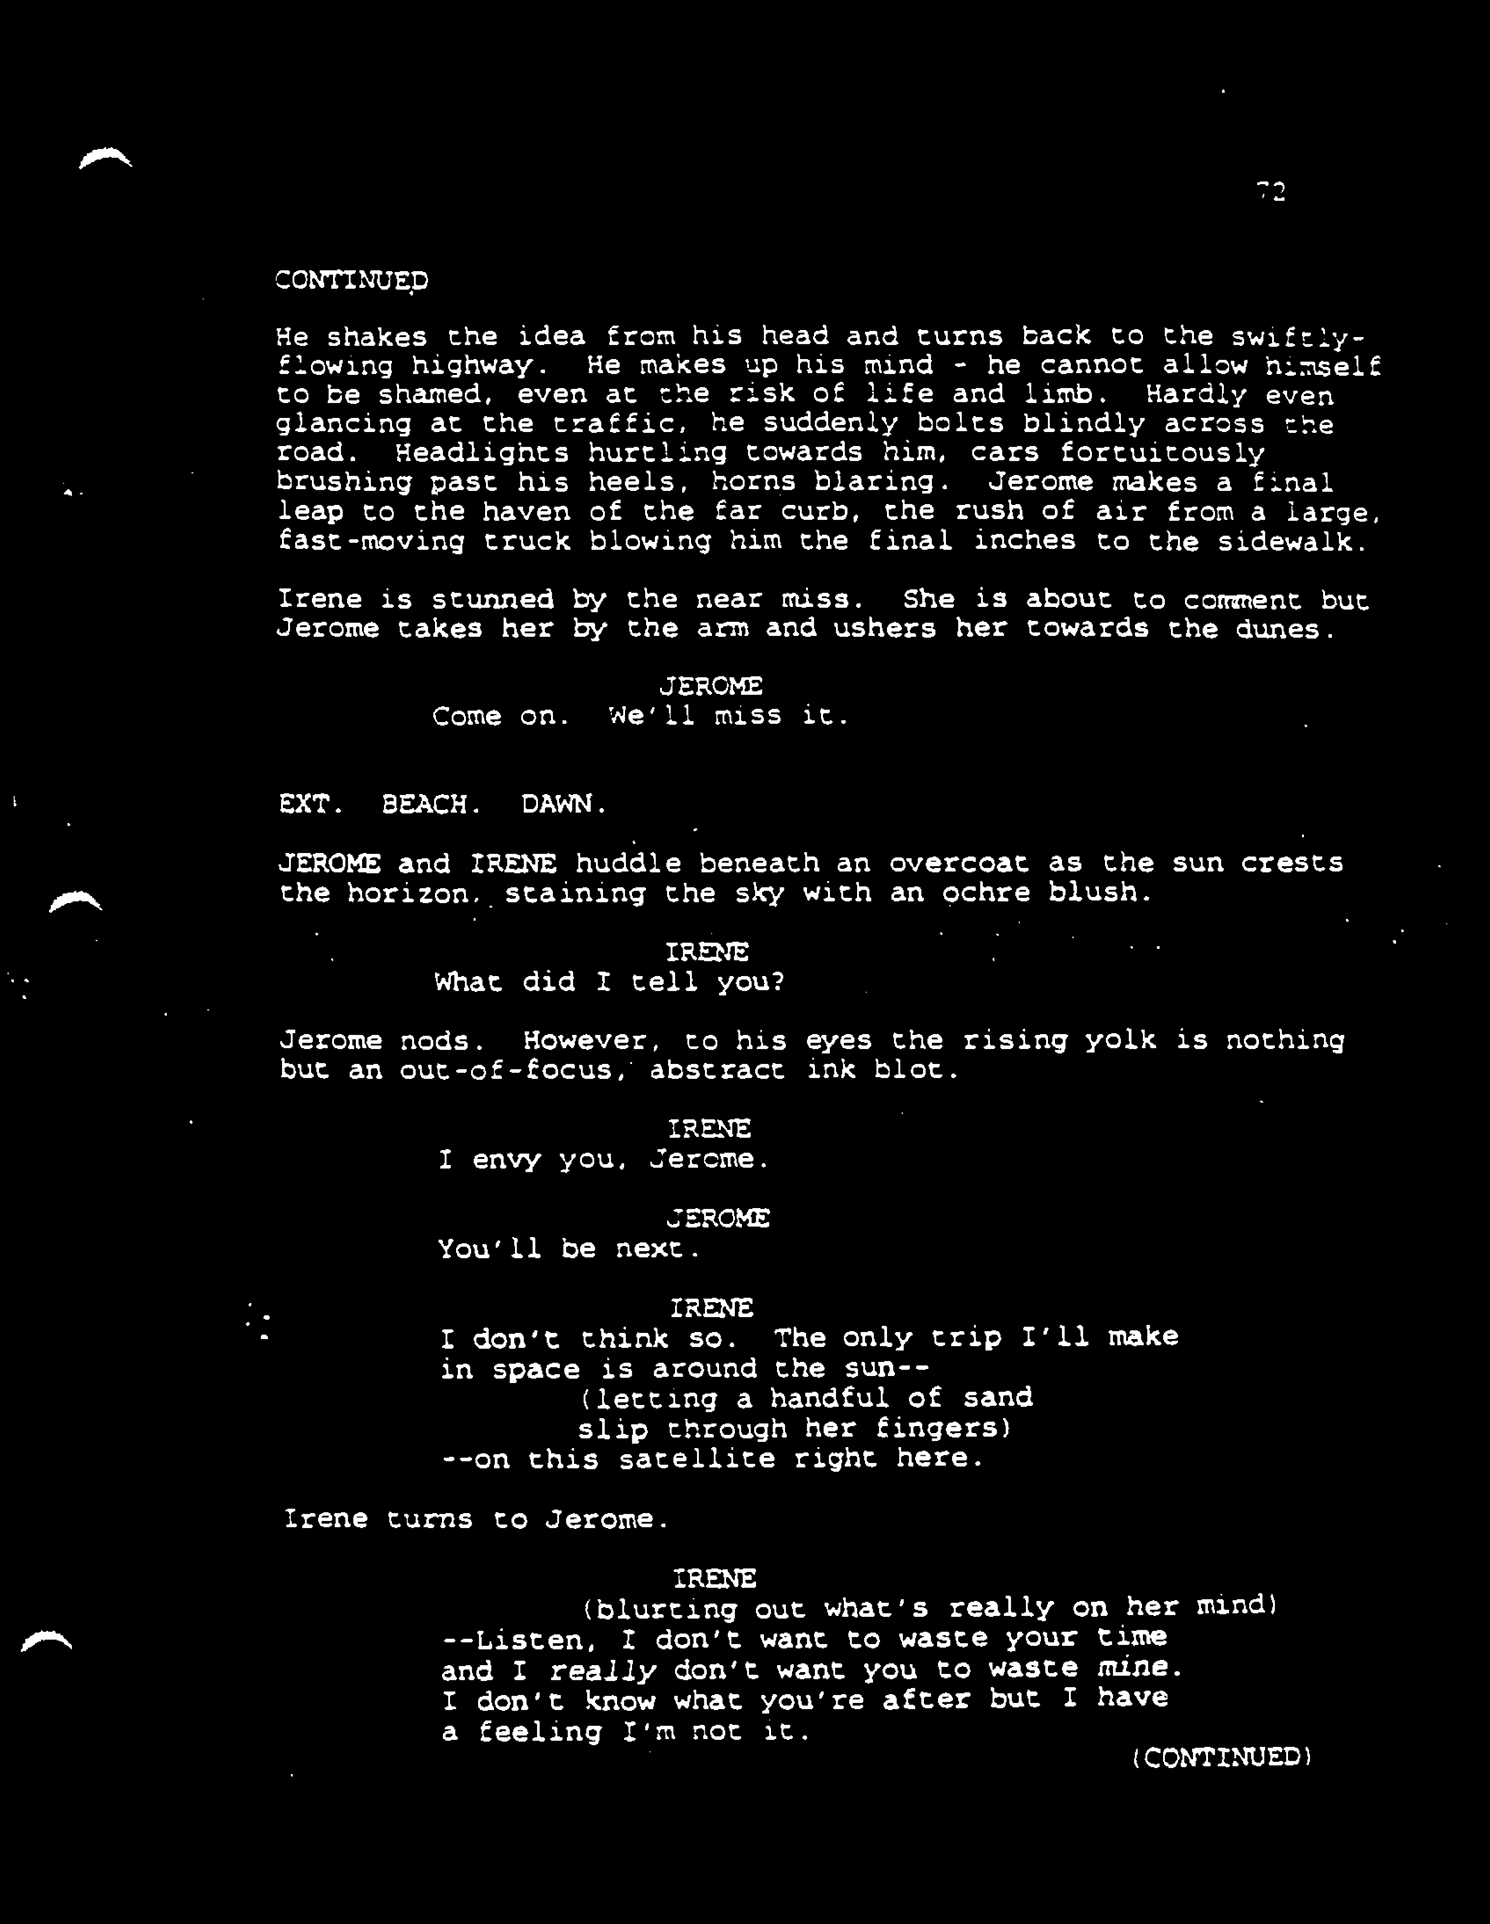 72
CONTINUED
He shakes the idea from his head and turns back to the swiftly-
flowing highway. He makes up his mind - he cannot allow himself
to be shamed, even at the risk of life and limb. Hardly even
glancing at the traffic, he suddenly bolts blindly across the
road. Headlights hurtling towards him, cars fortuitously
brushing past his heels, horns blaring. Jerome makes a final
leap to the haven of the far curb, the rush of air from a large,
fast-moving truck blowing him the final inches to the sidewalk.
Irene is stunned by the near miss. She is about to comment but
Jerome takes her by the arm and ushers her towards the dunes.
JEROME
Come on. We'll miss it.
EXT. BEACH. DAWN.
JEROME and IRENE huddle beneath an overcoat as the sun crests
the horizon, staining the sky with an ochre blush.
IRENE
What did I tell you?
Jerome nods. However, to his eyes the rising yolk is nothing
but an out-of-focus, abstract ink blot.
IRENE
I envy you, Jerome.
JEROME
You'll be next.
IRENE
I don't think so. The only trip I'll make
in space is around the sun--
(letting a handful of sand
slip through her fingers)
--on this satellite right here.
Irene turns to Jerome.
IRENE
(blurting out what's really on her mind)
--Listen, I don't want to waste your time
and I really don't want you to waste mine.
I don't know what you're after but I have
a feeling I'm not it.
(CONTINUED)